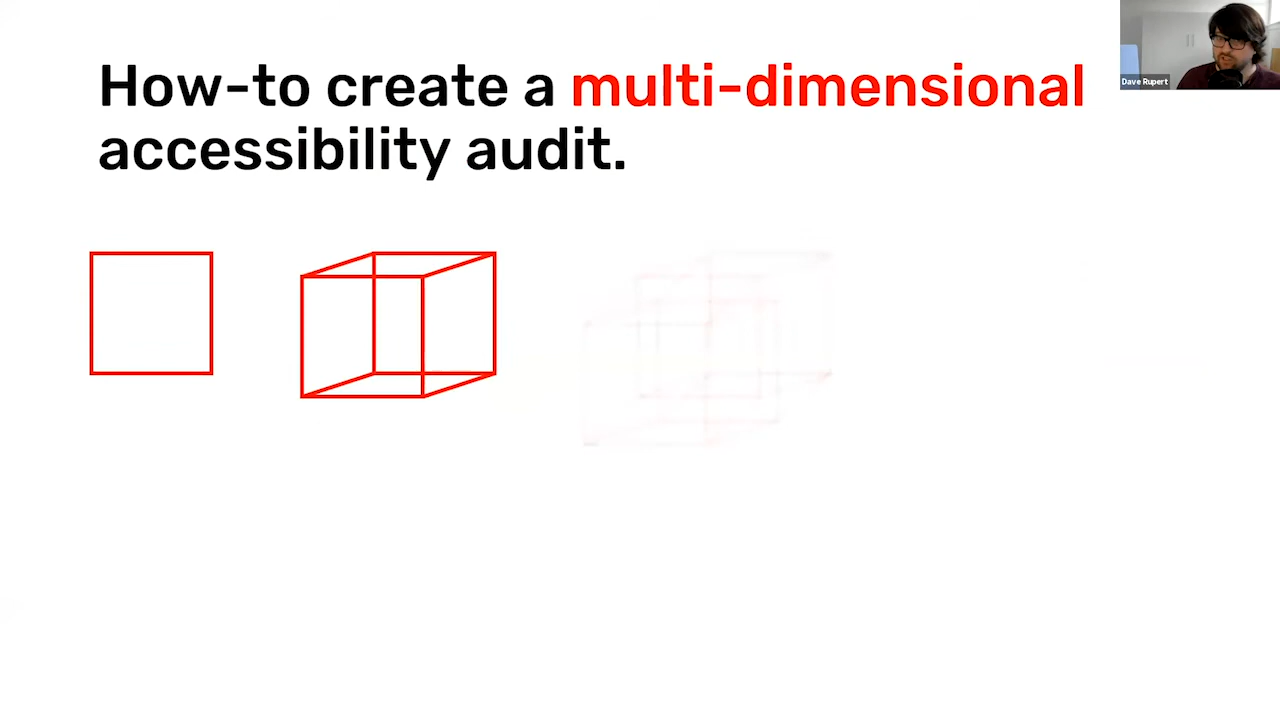 How-to create a multi-dimensional
accessibility audit.
Dave Rupert